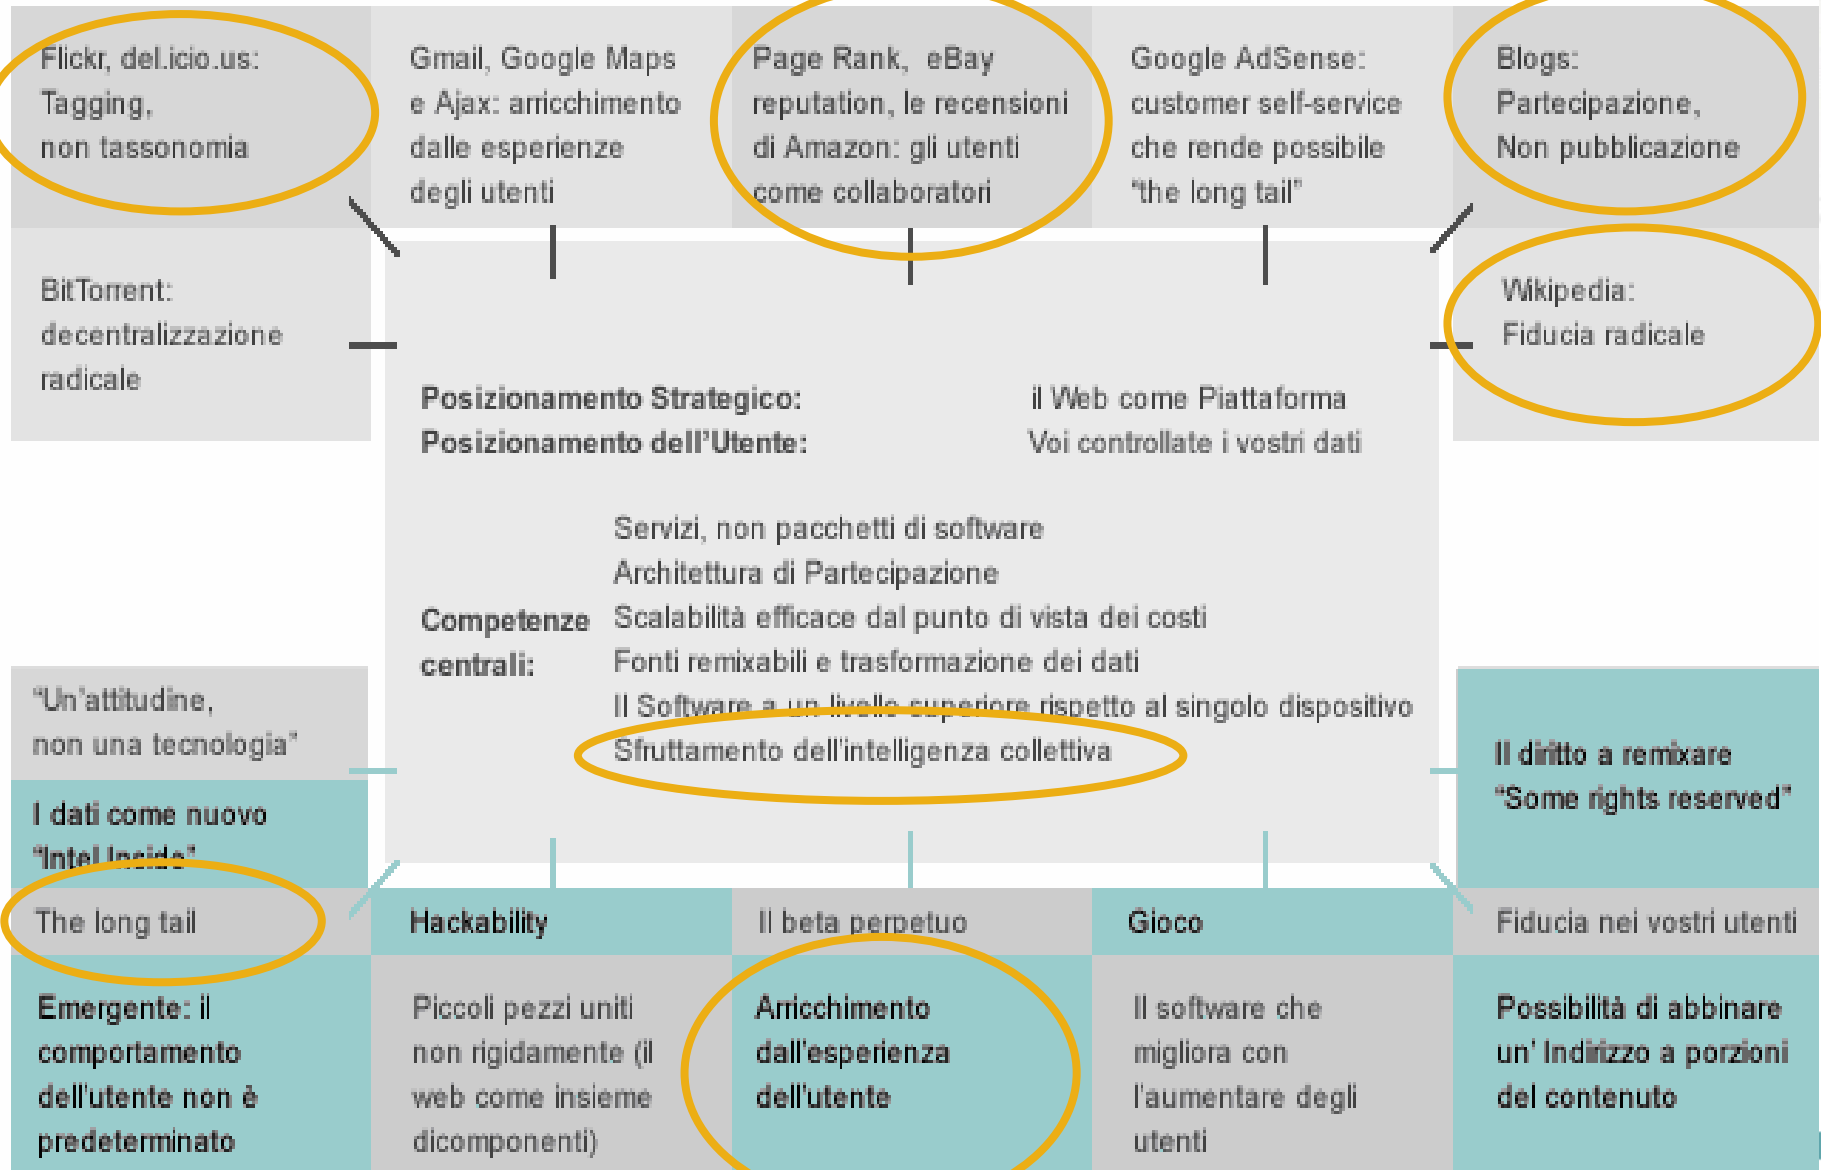 Flickr, del.icio.us:
Tagging,
non tassonomia
Gmail, Google Maps
e Ajax: arricchimento
dalle esperienze
degli utenti
Page Rank, eBay
reputation, le recensioni
di Amazon: gli utenti
come collaboratori
Google AdSense:
customer self-service
che rende possibile
“the long tail”
Blogs:
Partecipazione,
Non pubblicazione
BitTorrent:
decentralizzazione
radicale
Wikipedia:
Fiducia radicale
Posizionamento Strategico: il Web come Piattaforma
Posizionamento dell’Utente: Voi controllate i vostri dati
Competenze
centrali:
Servizi, non pacchetti di software
Architettura di Partecipazione
Scalabilità efficace dal punto di vista dei costi
Fonti remixabili e trasformazione dei dati
Il Software a un livello superiore rispetto al singolo dispositivo
Sfruttamento dell’intelligenza collettiva
“Un’attitudine,
non una tecnologia”
I dati come nuovo
“Intel Inside”
Il diritto a remixare
“Some rights reserved”
The long tail
Hackability
Il beta perpetuo
Gioco
Fiducia nei vostri utenti
Emergente: il
comportamento
dell’utente non è
predeterminato
Piccoli pezzi uniti
non rigidamente (il
web come insieme
dicomponenti)
Arricchimento
dall’esperienza
dell’utente
Il software che
migliora con
l’aumentare degli
utenti
Possibilità di abbinare
un’ Indirizzo a porzioni
del contenuto